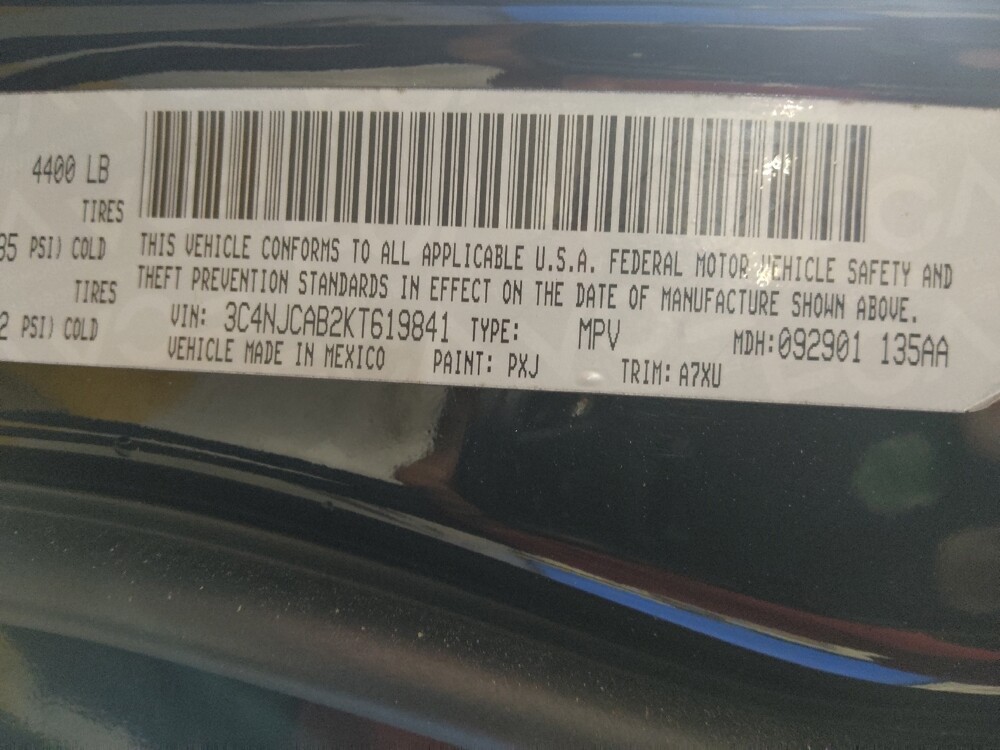 4400 LB
TIRES
35 PSI) COLD
TIRES
2 PSI) COLD
THIS VEHICLE CONFORMS TO ALL APPLICABLE U.S.A. FEDERAL MOTOR VEHICLE SAFETY AND
THEFT PREVENTION STANDARDS IN EFFECT ON THE DATE OF MANUFACTURE SHOWN ABOVE.
VIN: 3C4NJCAB2KT619841 TYPE: MPV MDH:092901 135AA
VEHICLE MADE IN MEXICO PAINT: PXJ TRIM: A7XU